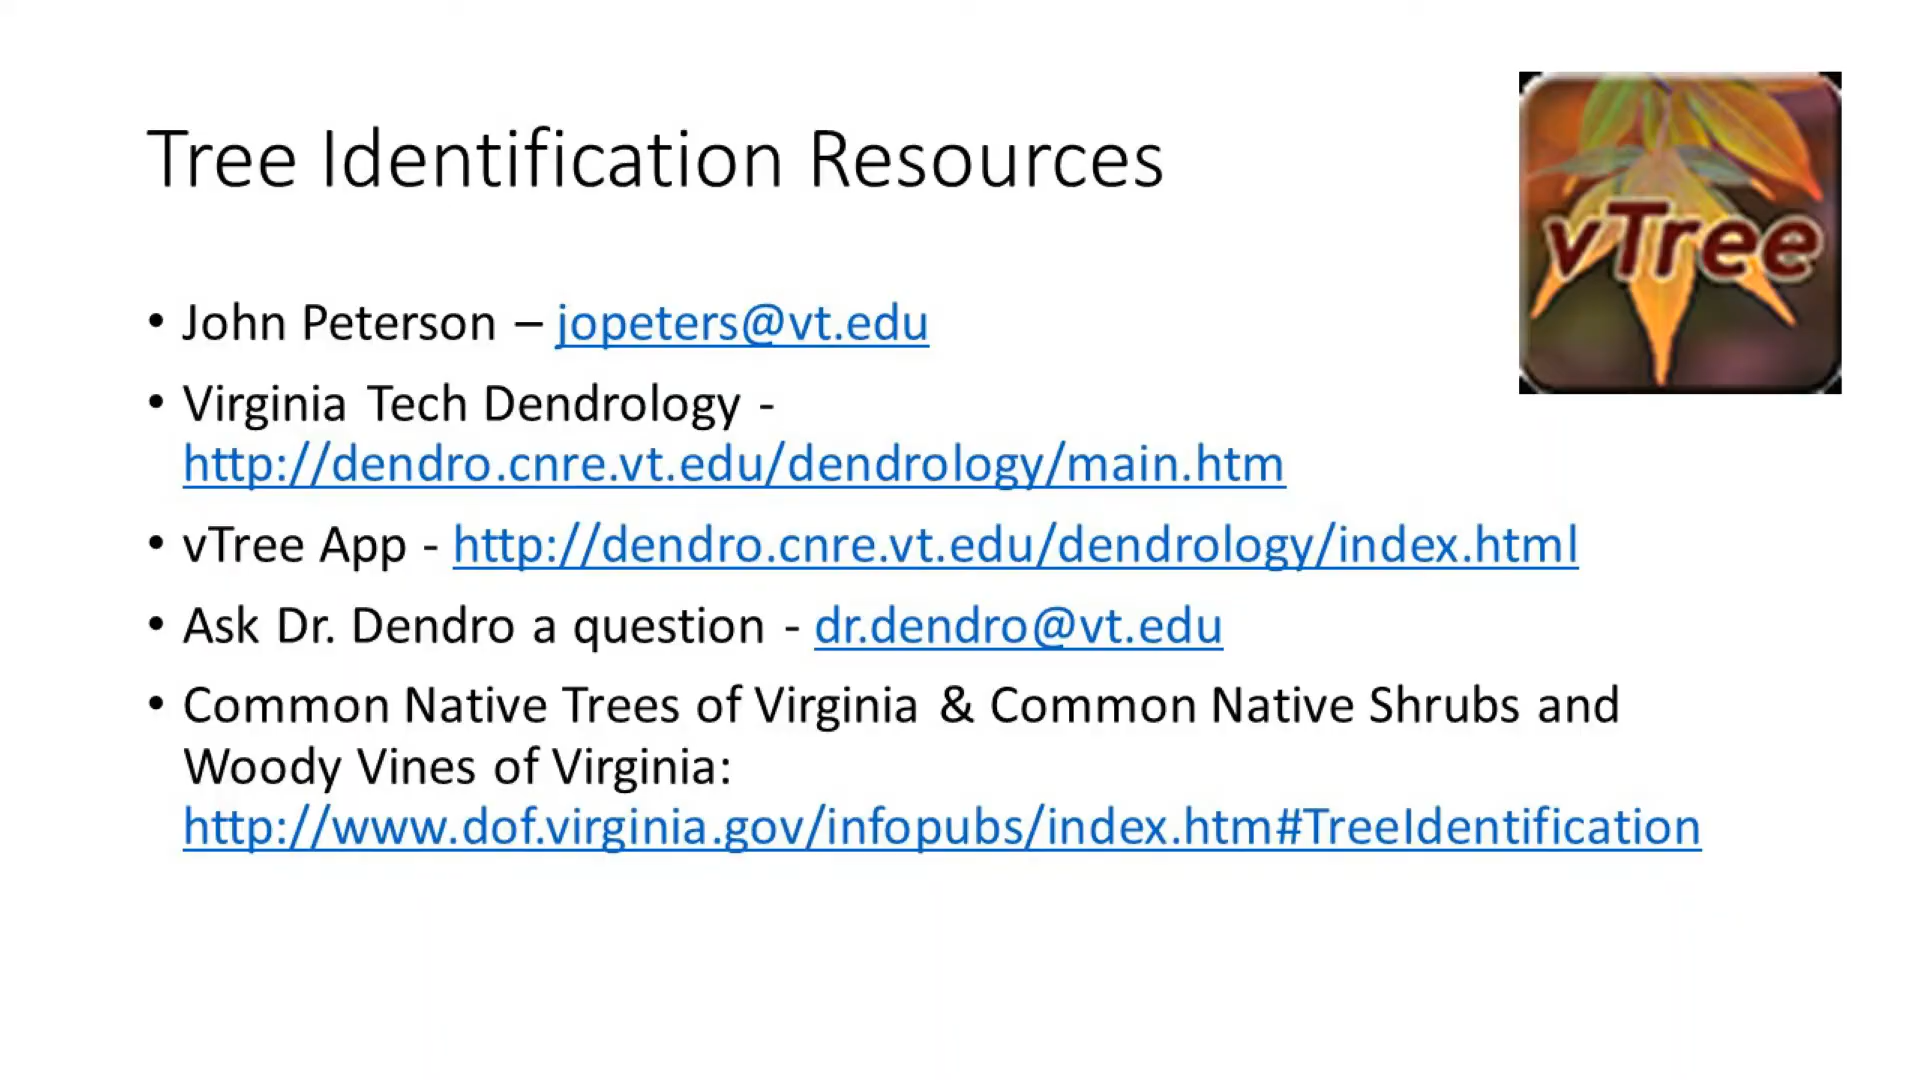 Tree Identification Resources
vTree
• John Peterson – jopeters@vt.edu
• Virginia Tech Dendrology -
http://dendro.cnre.vt.edu/dendrology/main.htm
• vTree App - http://dendro.cnre.vt.edu/dendrology/index.html
• Ask Dr. Dendro a question - dr.dendro@vt.edu
• Common Native Trees of Virginia & Common Native Shrubs and
Woody Vines of Virginia:
http://www.dof.virginia.gov/infopubs/index.htm#TreeIdentification